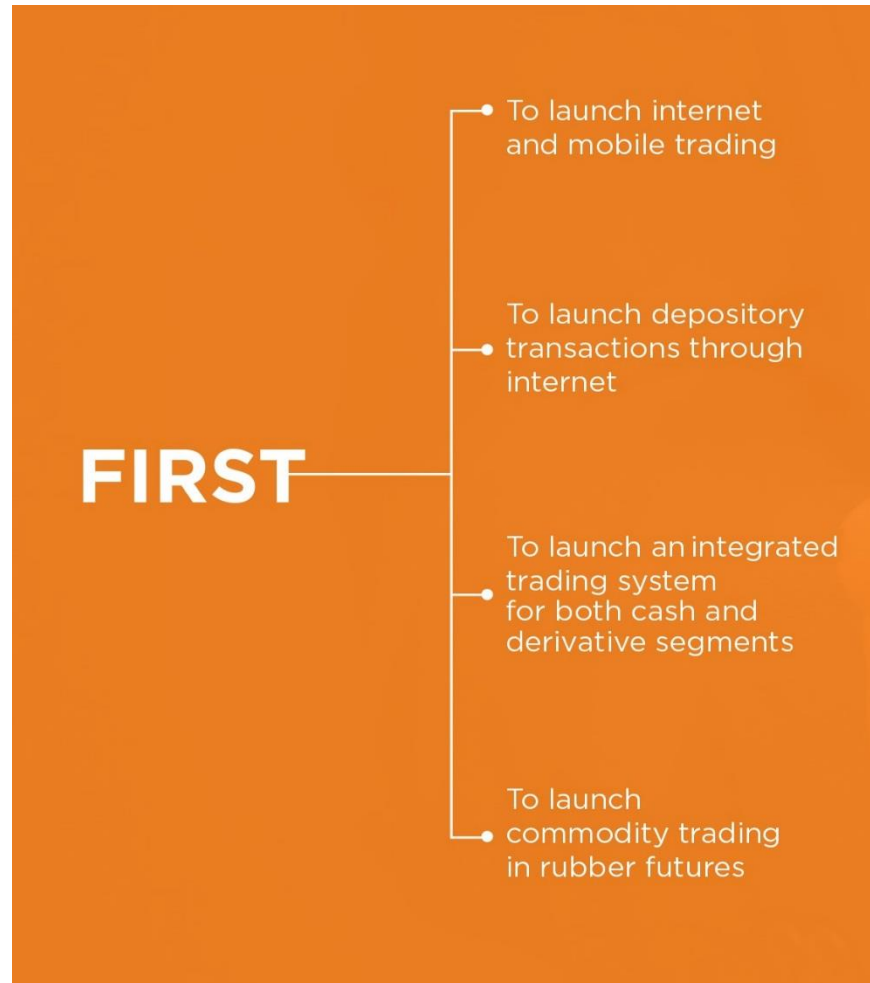 To launch internet
and mobile trading
To launch depository
transactions through
internet
FIRST
To launch an integrated
trading system
for both cash and
derivative segments
To launch
commodity trading
in rubber futures